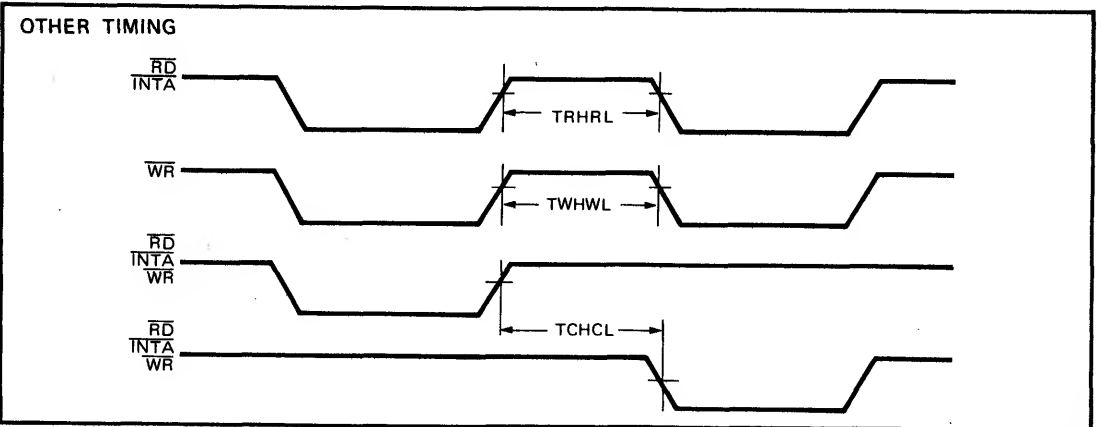 OTHER TIMING
RD
INTA
TRHRL
WR
TWHWL
RD
INTA
WR
TCHCL
RD
INTA
WR